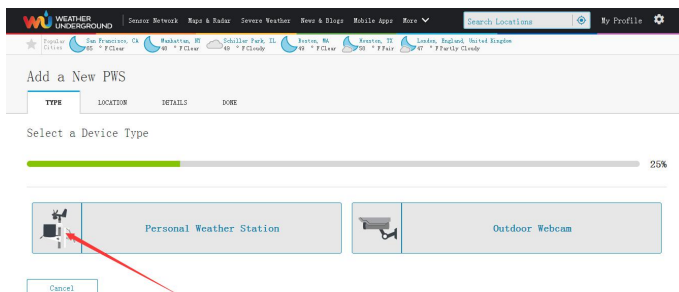 WEATHER UNDERGROUND Sensor Network Maps & Radar Severe Weather News & Blogs Mobile Apps More Search Locations My Profile
Popular Cities San Francisco, CA 55 °F Clear Manhattan, NY 40 °F Clear Schiller Park, IL 49 °F Cloudy Boston, MA 49 °F Clear Houston, TX 50 °F Fair London, England, United Kingdom 47 °F Partly Cloudy
Add a New PWS
TYPE LOCATION DETAILS DONE
Select a Device Type
25%
Personal Weather Station Outdoor Webcam
Cancel